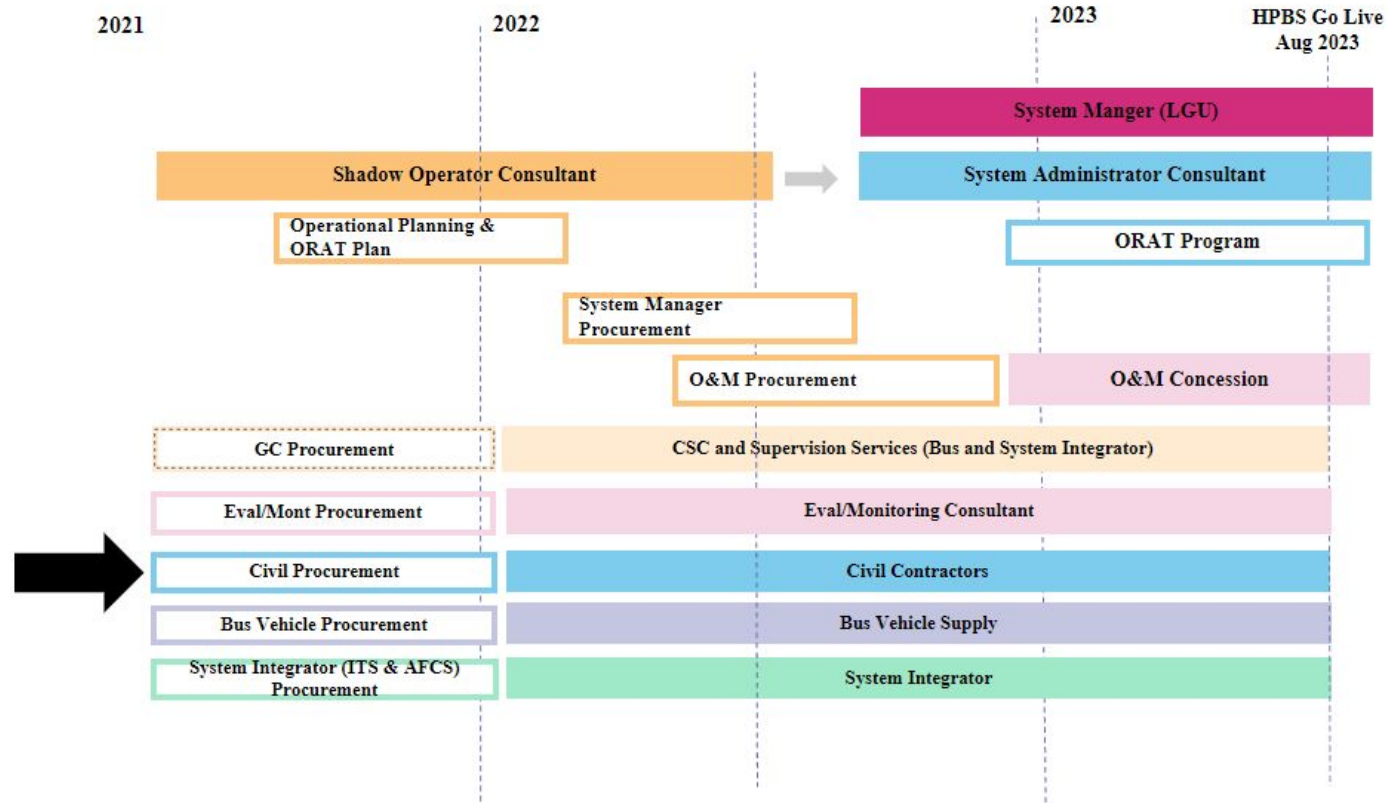 2021
2022
2023
HPBS Go Live
Aug 2023
System Manger (LGU)
Shadow Operator Consultant
System Administrator Consultant
Operational Planning &
ORAT Plan
ORAT Program
System Manager
Procurement
O&M Procurement
O&M Concession
GC Procurement
CSC and Supervision Services (Bus and System Integrator)
Eval/Mont Procurement
Eval/Monitoring Consultant
Civil Procurement
Civil Contractors
Bus Vehicle Procurement
Bus Vehicle Supply
System Integrator (ITS & AFCS)
Procurement
System Integrator